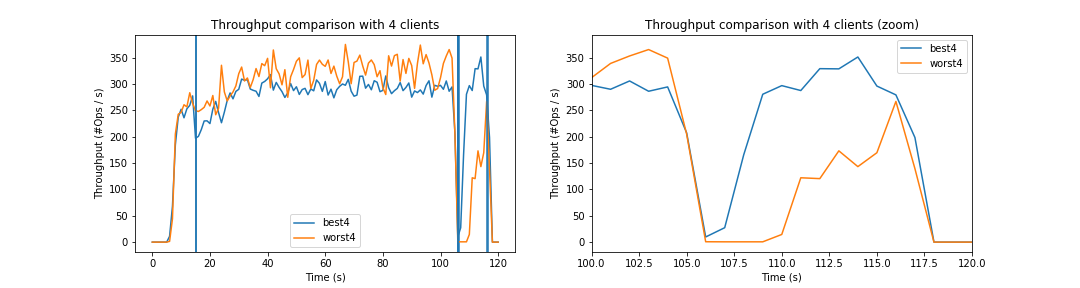 Throughput comparison with 4 clients
Throughput (#Ops / s)
350
300
250
200
150
100
50
0
best4
worst4
0 20 40 60 80 100 120
Time (s)
Throughput comparison with 4 clients (zoom)
Throughput (#Ops / s)
350
300
250
200
150
100
50
0
best4
worst4
100.0 102.5 105.0 107.5 110.0 112.5 115.0 117.5 120.0
Time (s)